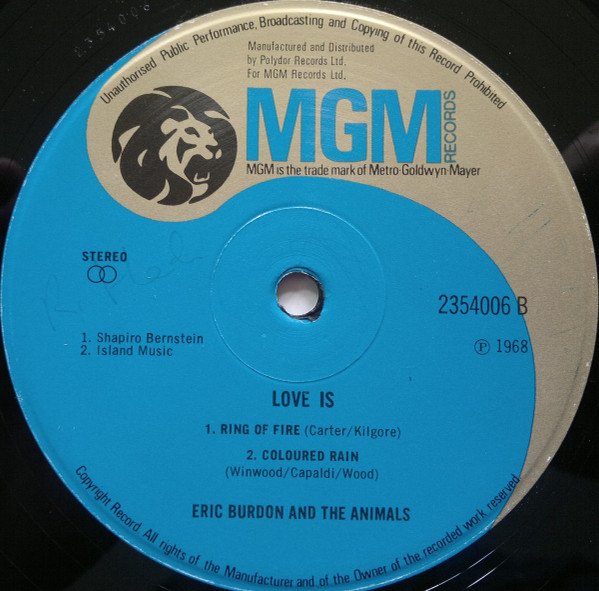 Unauthorised Public Performance, Broadcasting and Copying of this Record Prohibited
2354006
Manufactured and Distributed
by Polydor Records Ltd.
For MGM Records Ltd.
MGM
RECORDS
MGM is the trade mark of Metro-Goldwyn-Mayer
STEREO
2354006 B
℗ 1968
1. Shapiro Bernstein
2. Island Music
LOVE IS
1. RING OF FIRE (Carter/Kilgore)
2. COLOURED RAIN
(Winwood/Capaldi/Wood)
ERIC BURDON AND THE ANIMALS
Copyright Record. All rights of the Manufacturer and of the Owner of the recorded work reserved